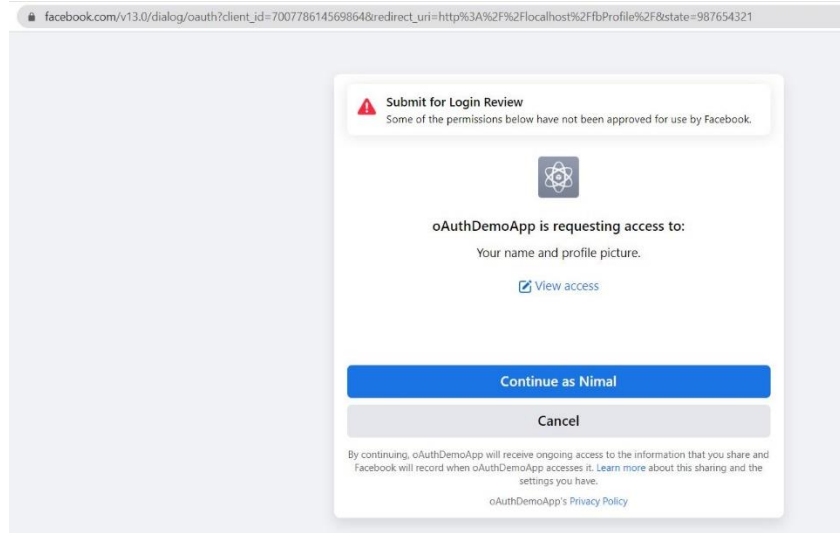 facebook.com/v13.0/dialog/oauth?client_id=700778614569864&redirect_uri=http%3A%2F%2Flocalhost%2FfbProfile%2F&state=987654321
Submit for Login Review
Some of the permissions below have not been approved for use by Facebook.
oAuthDemoApp is requesting access to:
Your name and profile picture.
View access
Continue as Nimal
Cancel
By continuing, oAuthDemoApp will receive ongoing access to the information that you share and
Facebook will record when oAuthDemoApp accesses it. Learn more about this sharing and the
settings you have.
oAuthDemoApp's Privacy Policy